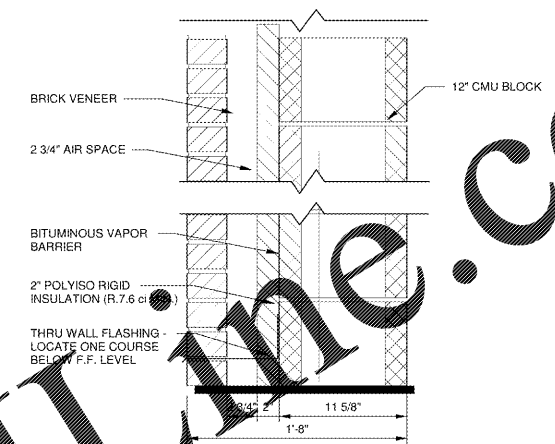 BRICK VENEER
12" CMU BLOCK
2 3/4" AIR SPACE
BITUMINOUS VAPOR
BARRIER
2" POLYISO RIGID
INSULATION (R.7.6 ci
THRU WALL FLASHING -
LOCATE ONE COURSE
BELOW F.F. LEVEL
3/4" 2" 11 5/8"
1'-8"
Line.c